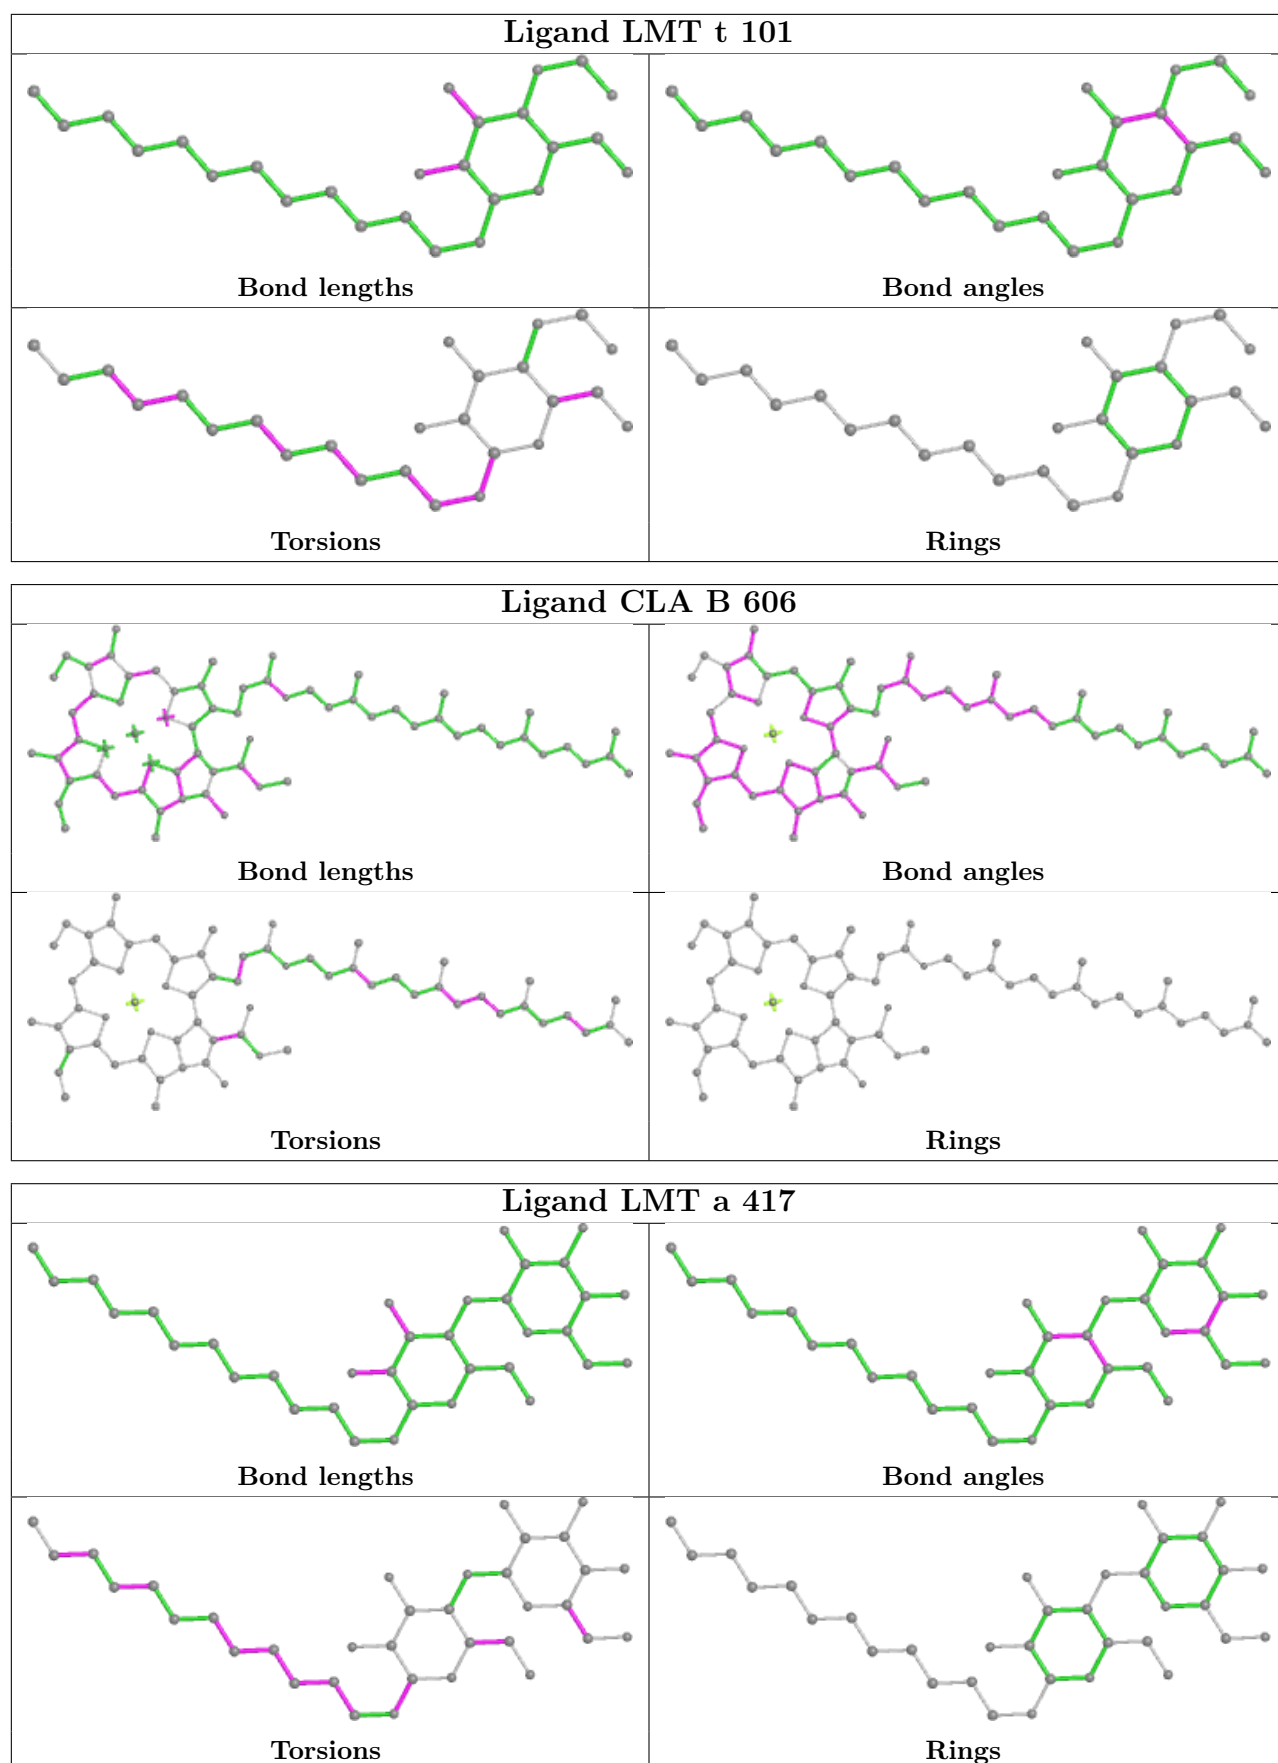 Ligand LMT t 101
Bond lengths
Bond angles
Torsions
Rings
Ligand CLA B 606
Bond lengths
Bond angles
Torsions
Rings
Ligand LMT a 417
Bond lengths
Bond angles
Torsions
Rings